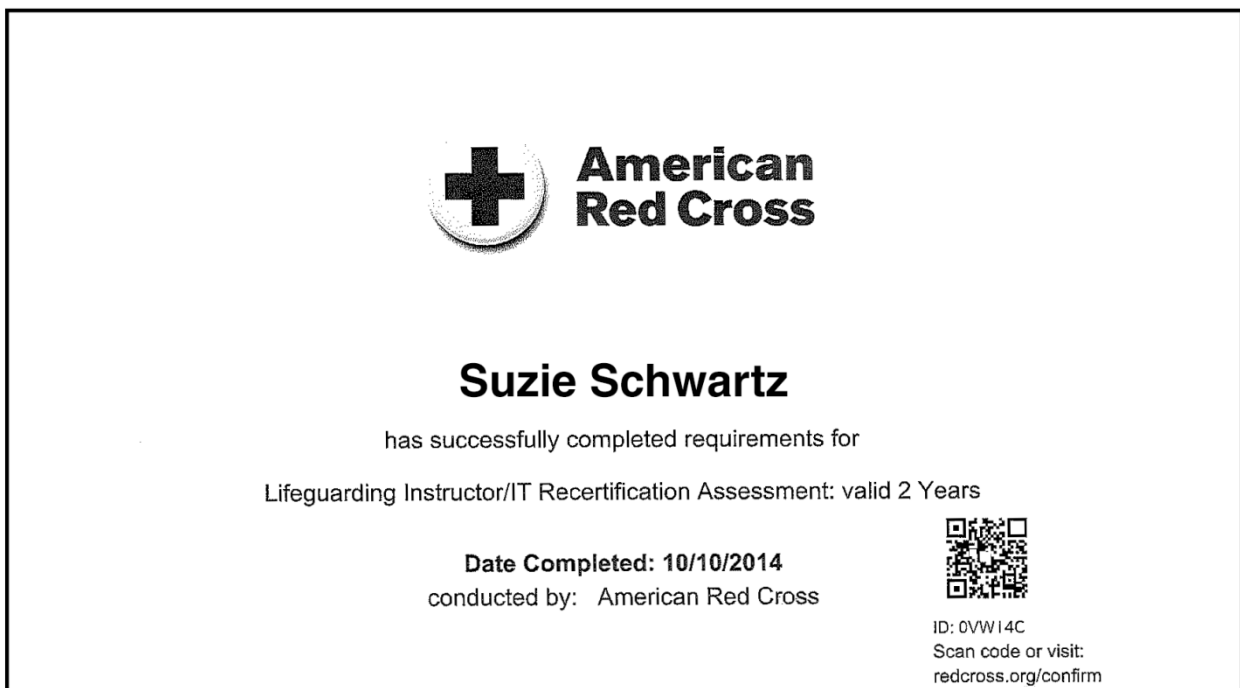 American
Red Cross
Suzie Schwartz
has successfully completed requirements for
Lifeguarding Instructor/IT Recertification Assessment: valid 2 Years
Date Completed: 10/10/2014
conducted by: American Red Cross
ID: 0VW14C
Scan code or visit:
redcross.org/confirm